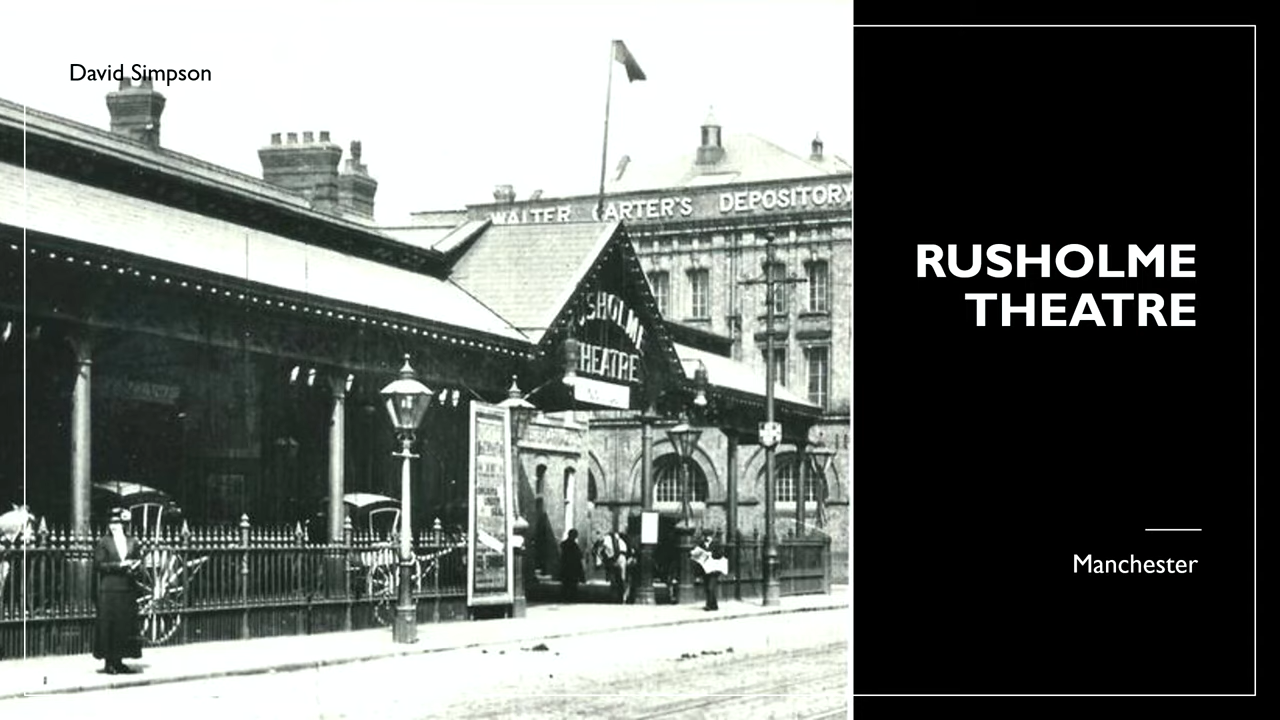 David Simpson
WALTER CARTER'S DEPOSITORY
RUSHOLME
THEATRE
RUSHOLME
THEATRE
Manchester